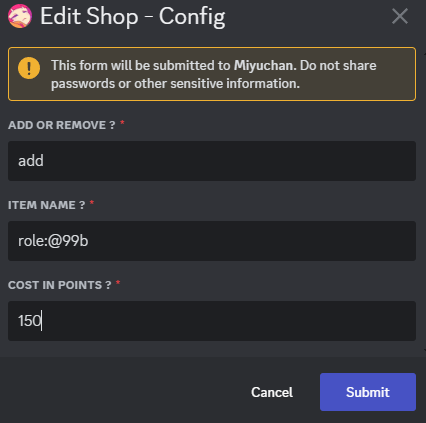 Edit Shop - Config
This form will be submitted to Miyuchan. Do not share
passwords or other sensitive information.
ADD OR REMOVE ? *
add
ITEM NAME ? *
role:@99b
COST IN POINTS ? *
150
Cancel Submit